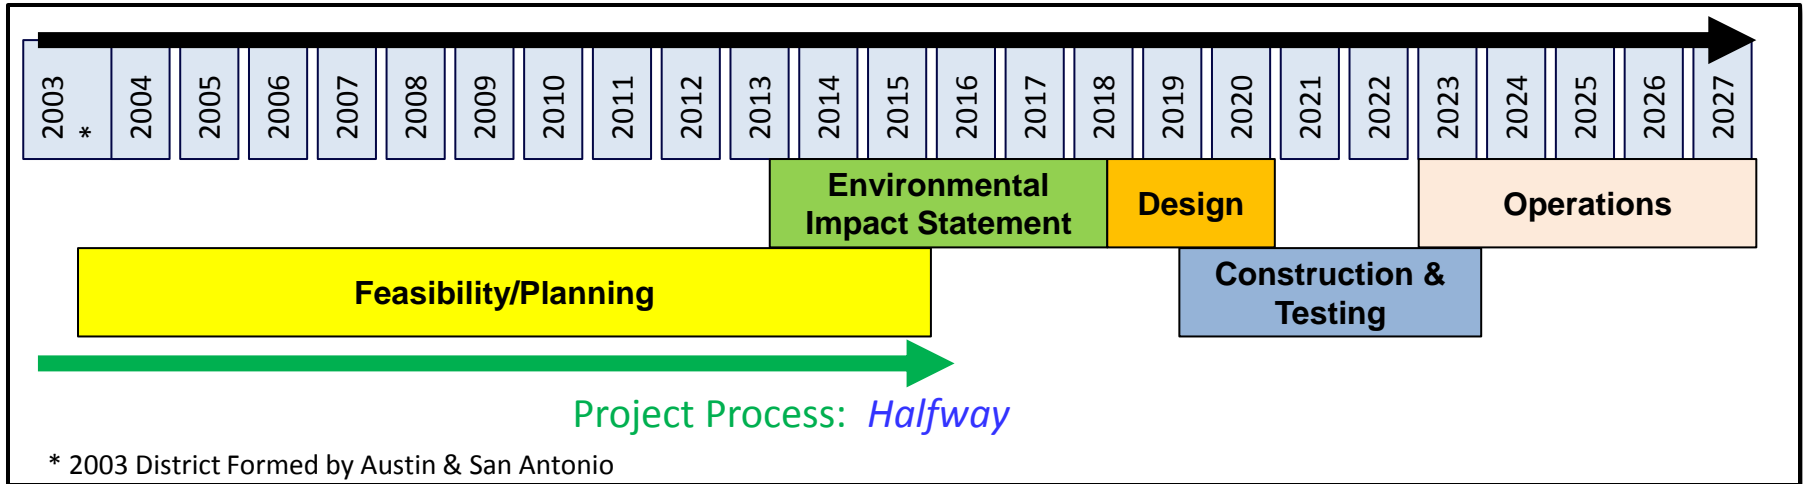 2003
*
2004
2005
2006
2007
2008
2009
2010
2011
2012
2013
2014
2015
2016
2017
2018
2019
2020
2021
2022
2023
2024
2025
2026
2027
Environmental
Impact Statement
Design
Operations
Feasibility/Planning
Construction &
Testing
Project Process: Halfway
* 2003 District Formed by Austin & San Antonio